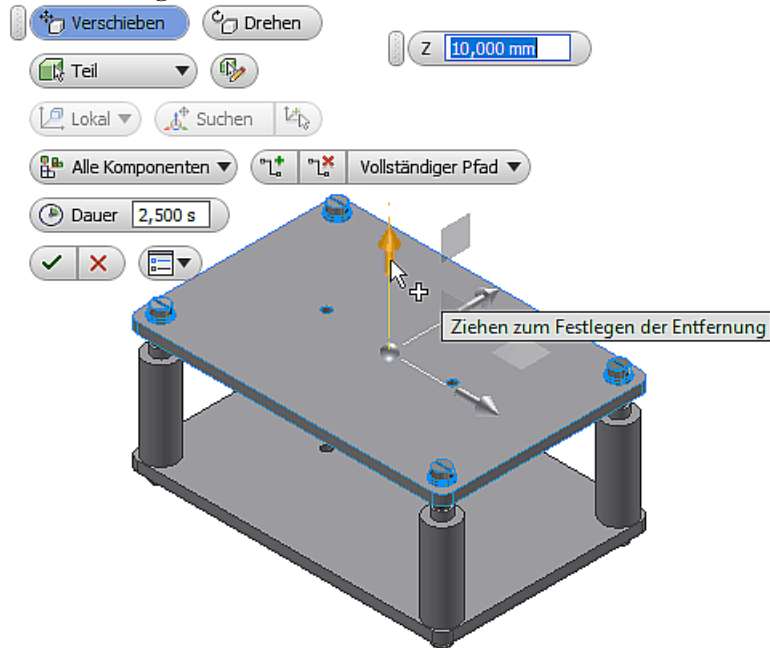 Verschieben
Drehen
Z 10,000 mm
Teil
Lokal
Suchen
Alle Komponenten
Vollständiger Pfad
Dauer 2,500 s
Ziehen zum Festlegen der Entfernung